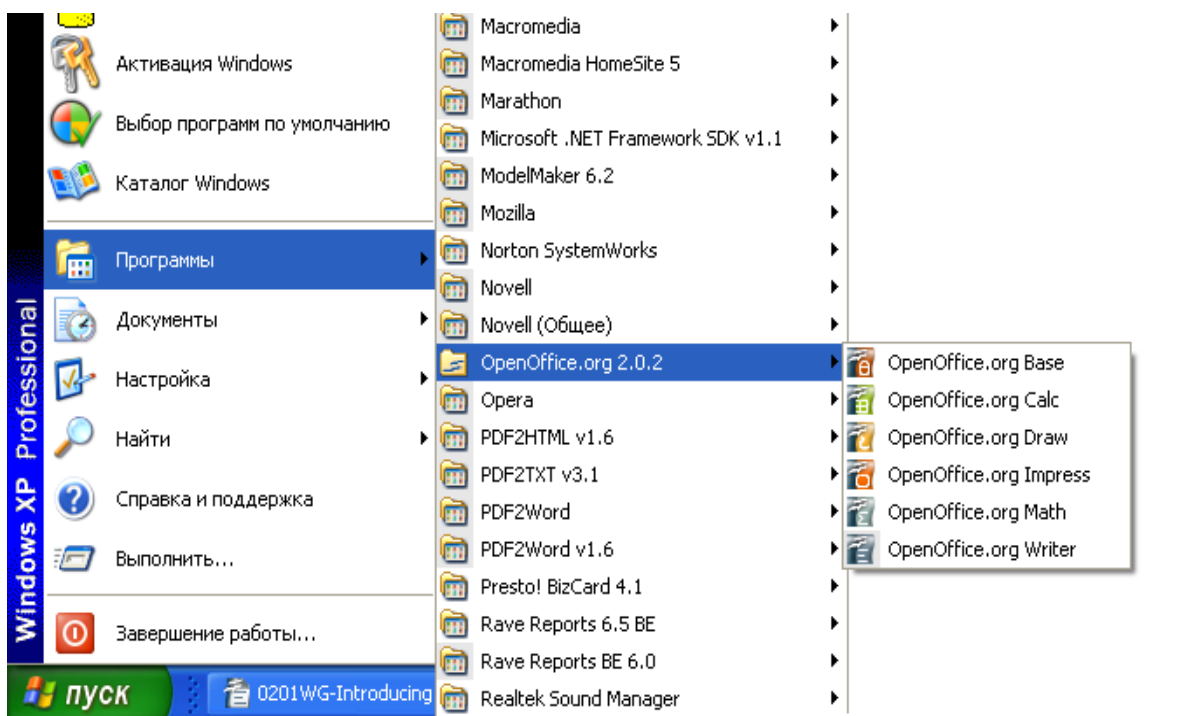 Активация Windows
Выбор программ по умолчанию
Каталог Windows
Программы
Документы
Настройка
Найти
Справка и поддержка
Выполнить...
Завершение работы...
Windows XP Professional
пуск
0201WG-Introducing
Macromedia
Macromedia HomeSite 5
Marathon
Microsoft .NET Framework SDK v1.1
ModelMaker 6.2
Mozilla
Norton SystemWorks
Novell
Novell (Общее)
OpenOffice.org 2.0.2
Opera
PDF2HTML v1.6
PDF2TXT v3.1
PDF2Word
PDF2Word v1.6
Presto! BizCard 4.1
Rave Reports 6.5 BE
Rave Reports BE 6.0
Realtek Sound Manager
OpenOffice.org Base
OpenOffice.org Calc
OpenOffice.org Draw
OpenOffice.org Impress
OpenOffice.org Math
OpenOffice.org Writer